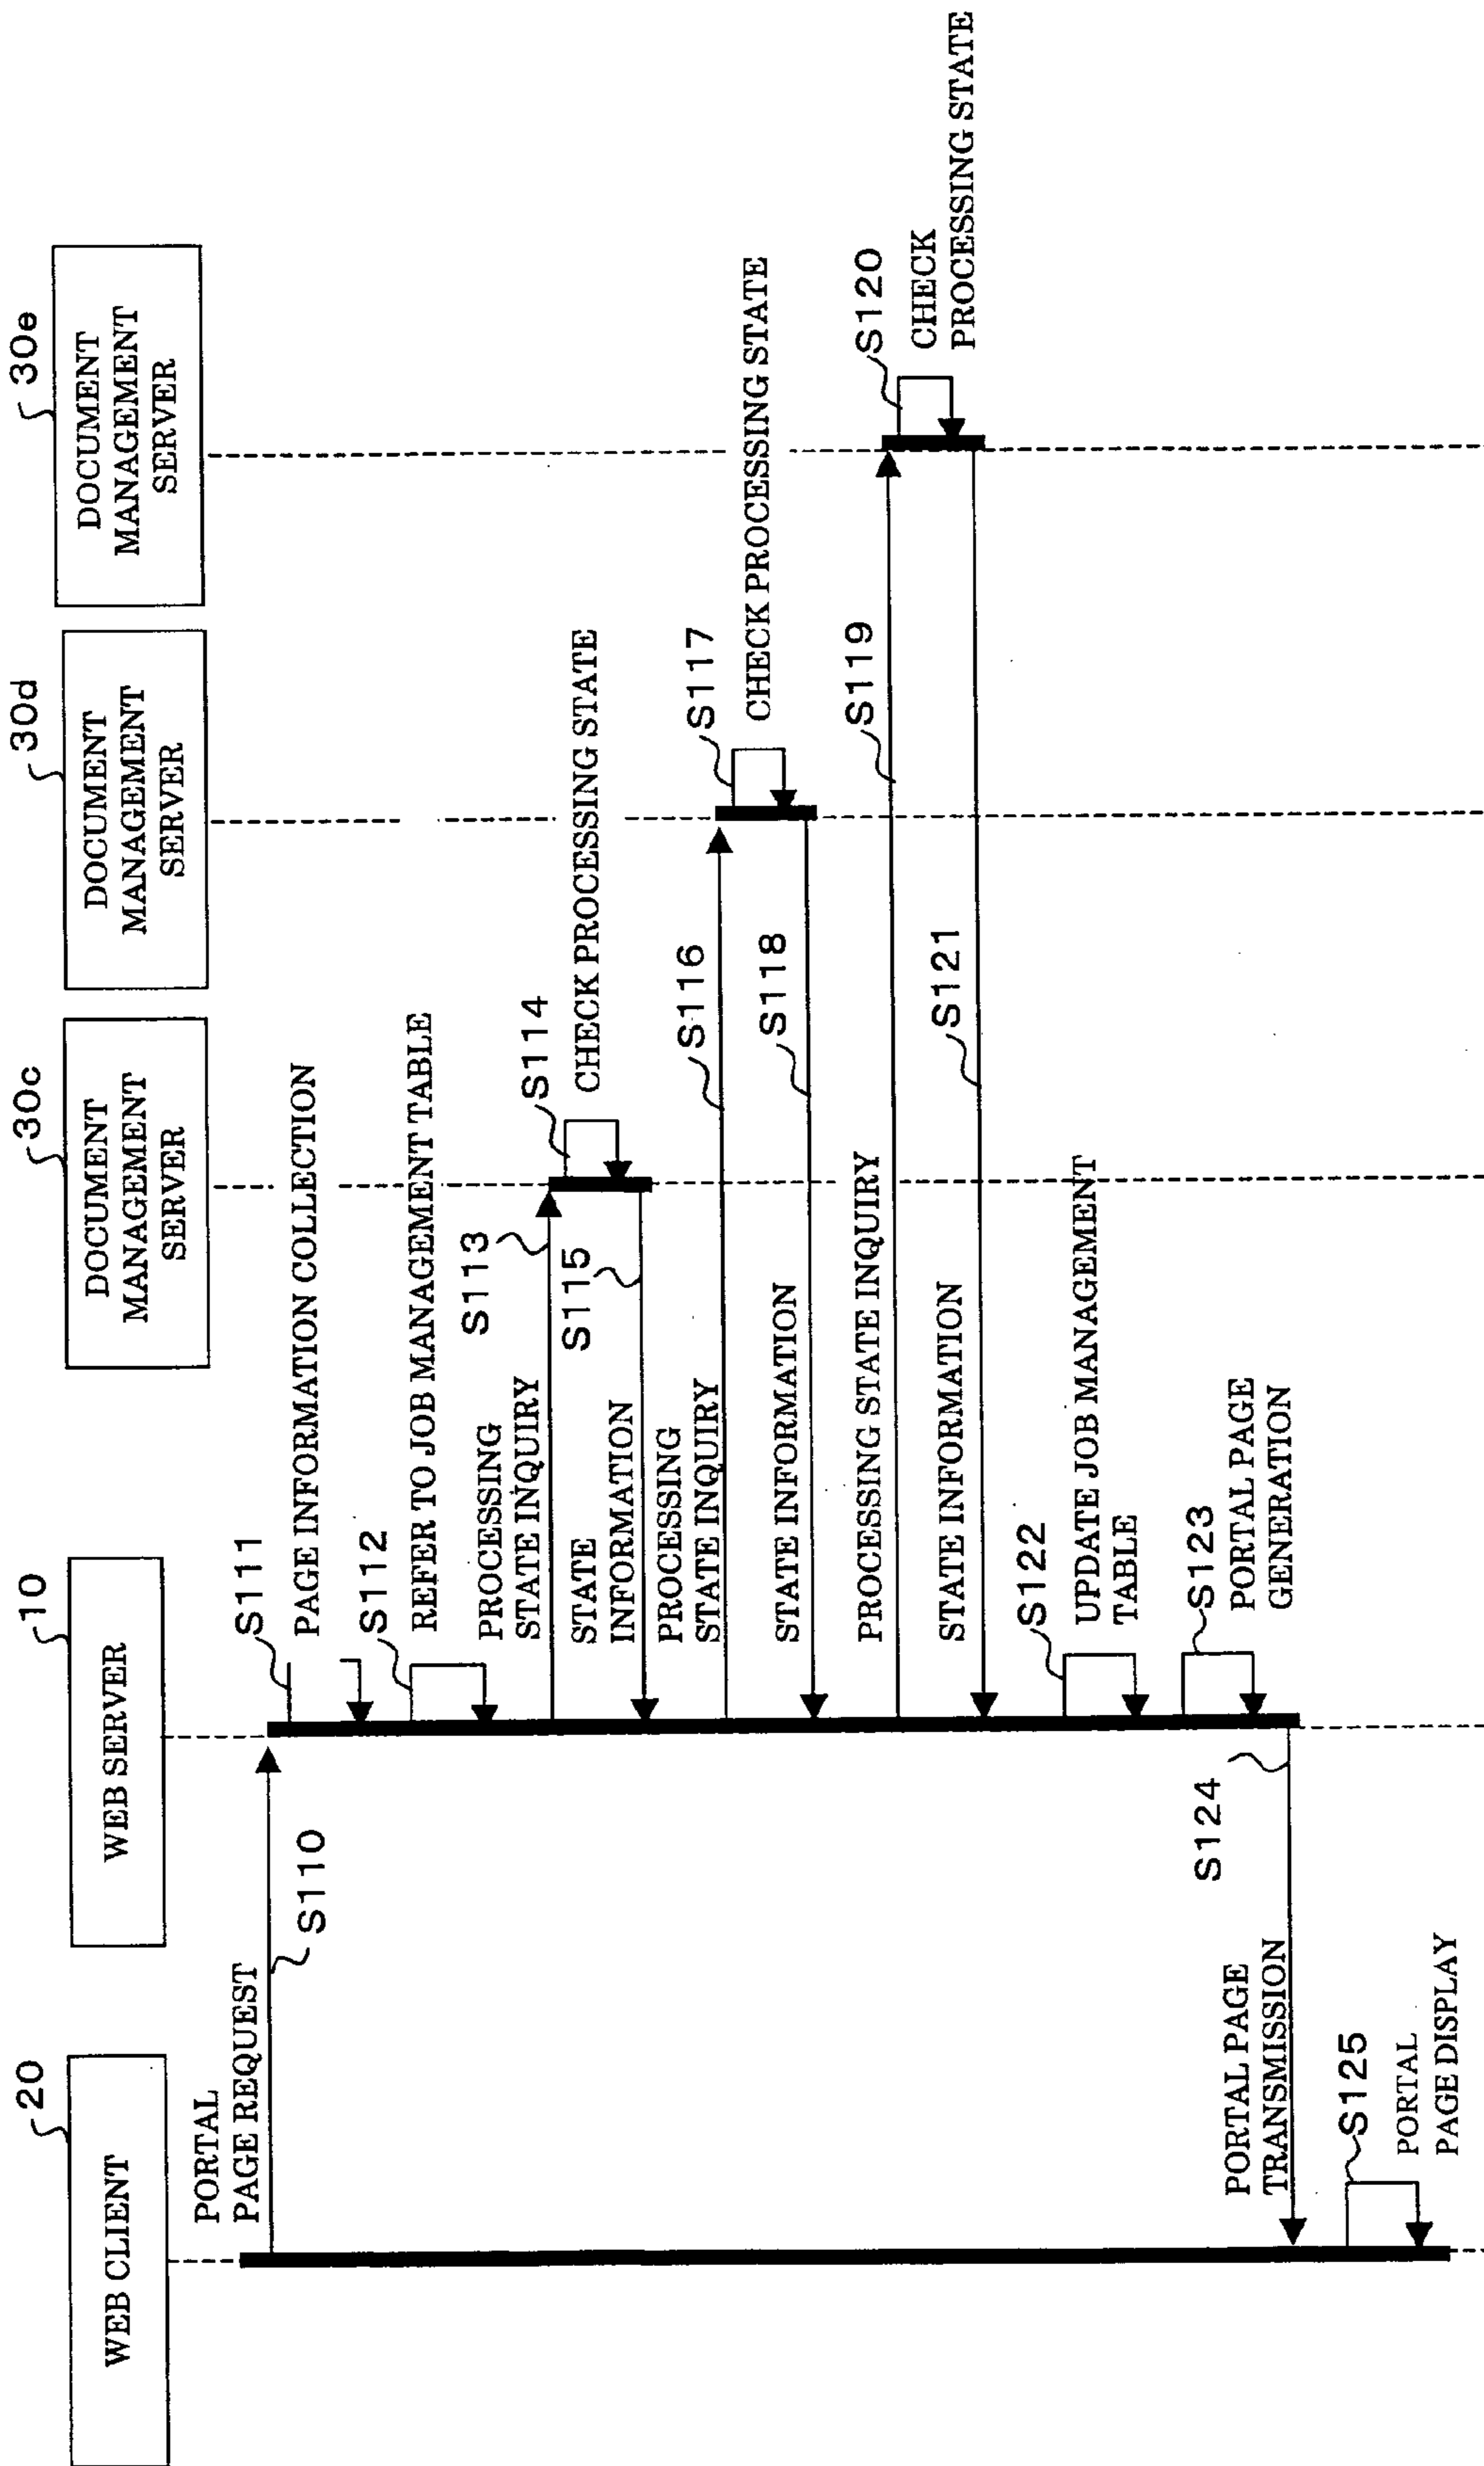 20
WEB CLIENT
10
WEB SERVER
30c
DOCUMENT
MANAGEMENT
SERVER
30d
DOCUMENT
MANAGEMENT
SERVER
30e
DOCUMENT
MANAGEMENT
SERVER
PORTAL
PAGE REQUEST
S110
S111
PAGE INFORMATION COLLECTION
S112
REFER TO JOB MANAGEMENT TABLE
PROCESSING
STATE INQUIRY
S113
S114
CHECK PROCESSING STATE
STATE
INFORMATION
S115
PROCESSING
STATE INQUIRY
S116
S117
CHECK PROCESSING STATE
STATE INFORMATION
S118
PROCESSING STATE INQUIRY
S119
S120
CHECK
PROCESSING STATE
STATE INFORMATION
S121
S122
UPDATE JOB MANAGEMENT
TABLE
S123
PORTAL PAGE
GENERATION
S124
PORTAL PAGE
TRANSMISSION
S125
PORTAL
PAGE DISPLAY